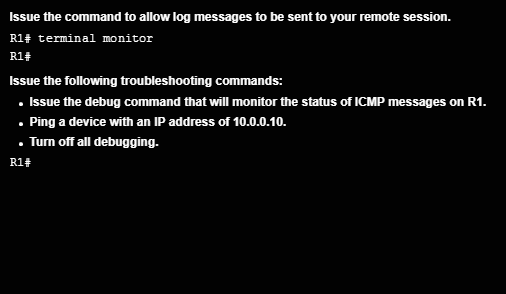 Issue the command to allow log messages to be sent to your remote session.
R1# terminal monitor
R1#
Issue the following troubleshooting commands:
• Issue the debug command that will monitor the status of ICMP messages on R1.
• Ping a device with an IP address of 10.0.0.10.
• Turn off all debugging.
R1#